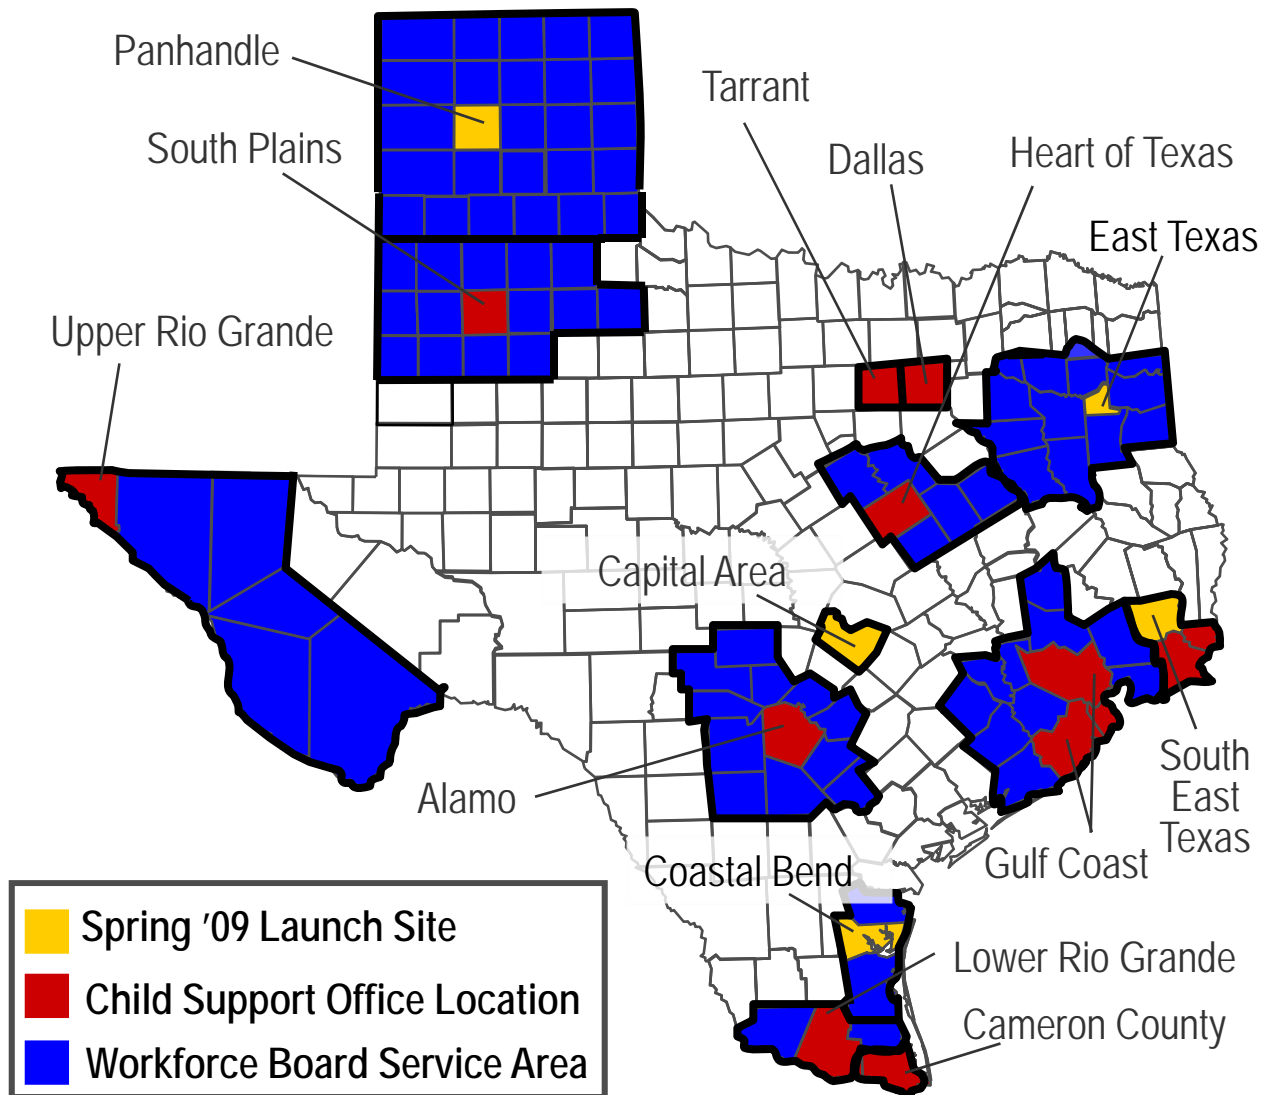 Panhandle
Tarrant
South Plains
Dallas
Heart of Texas
East Texas
Upper Rio Grande
Capital Area
Alamo
South
East
Texas
Gulf Coast
Coastal Bend
Lower Rio Grande
Cameron County
Spring '09 Launch Site
Child Support Office Location
Workforce Board Service Area